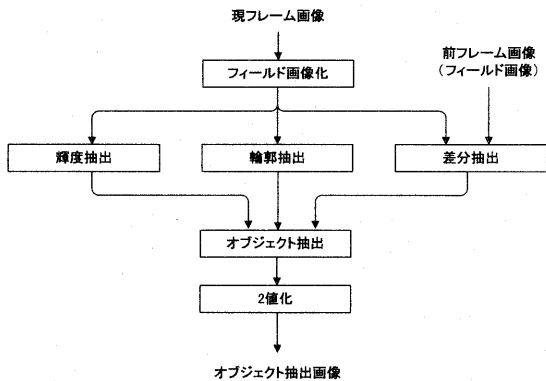 現フレーム画像
フィールド画像化
前フレーム画像
(フィールド画像)
輝度抽出
輪郭抽出
差分抽出
オブジェクト抽出
2値化
オブジェクト抽出画像